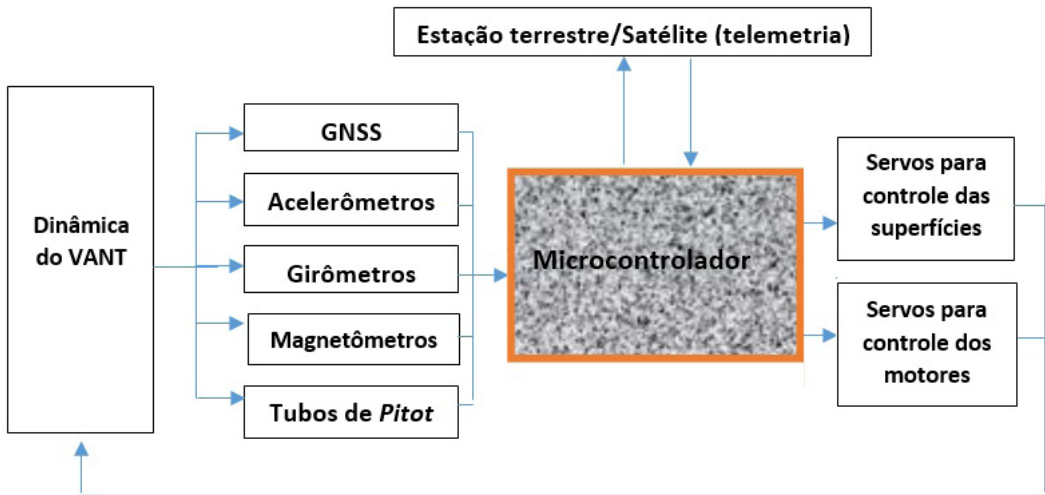 Estação terrestre/Satélite (telemetria)
Dinâmica
do VANT
GNSS
Acelerômetros
Girômetros
Magnetômetros
Tubos de Pitot
Microcontrolador
Servos para
controle das
superfícies
Servos para
controle dos
motores